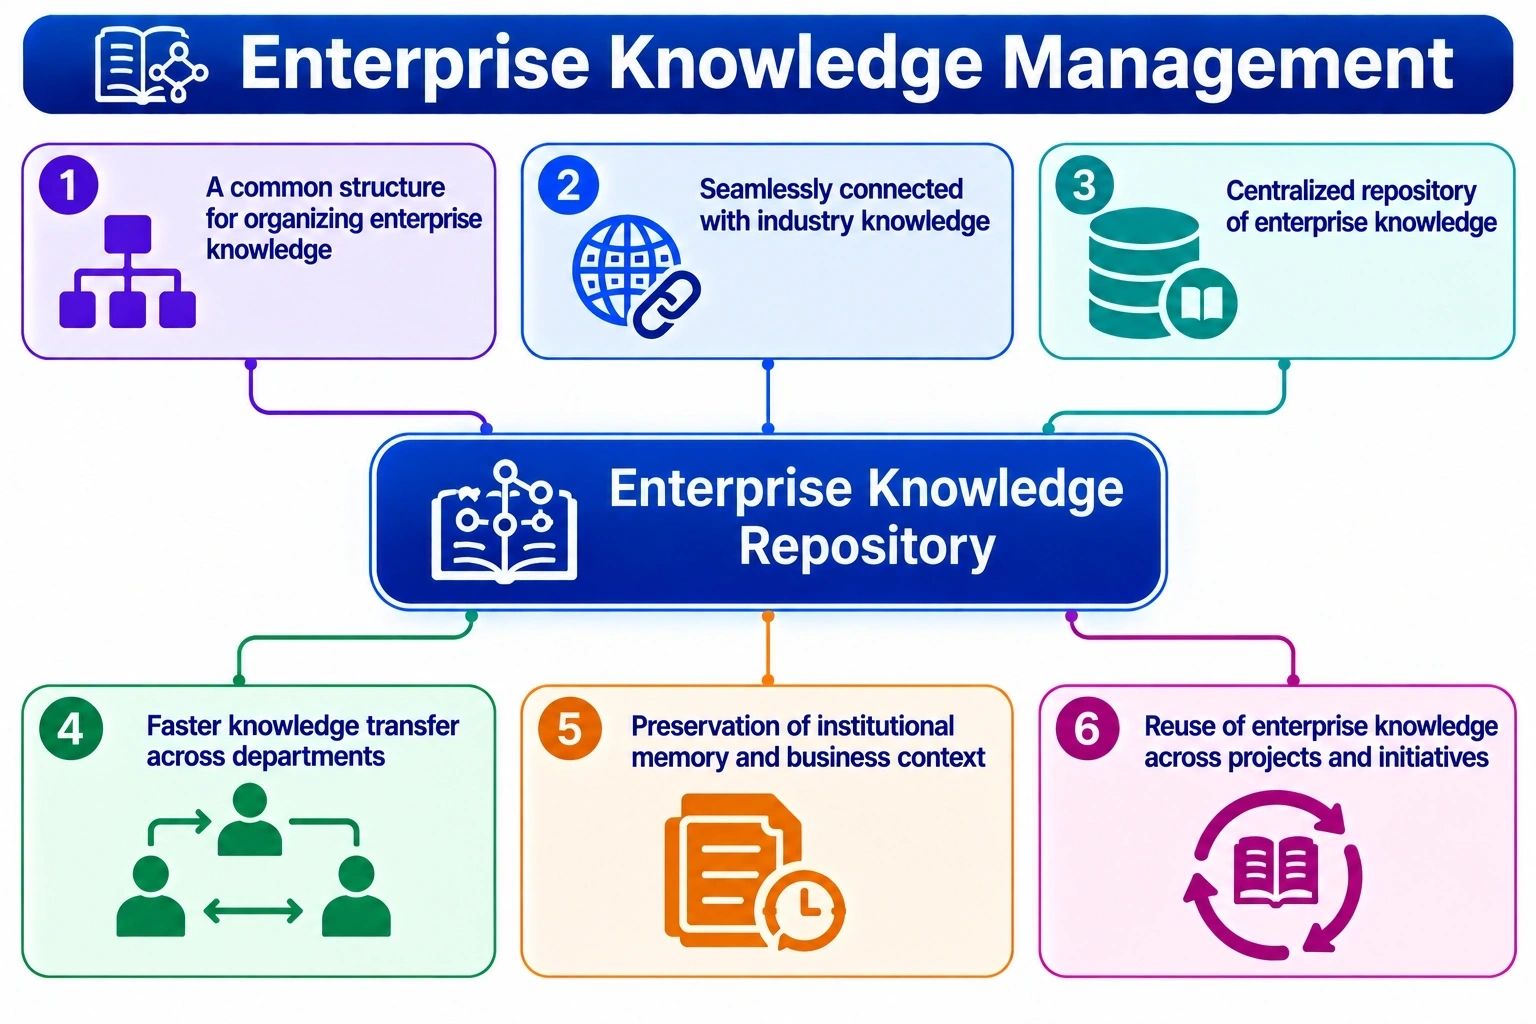 Enterprise Knowledge Management
1
A common structure
for organizing enterprise
knowledge
2
Seamlessly connected
with industry knowledge
3
Centralized repository
of enterprise knowledge
Enterprise Knowledge
Repository
4
Faster knowledge transfer
across departments
5
Preservation of institutional
memory and business context
6
Reuse of enterprise knowledge
across projects and initiatives